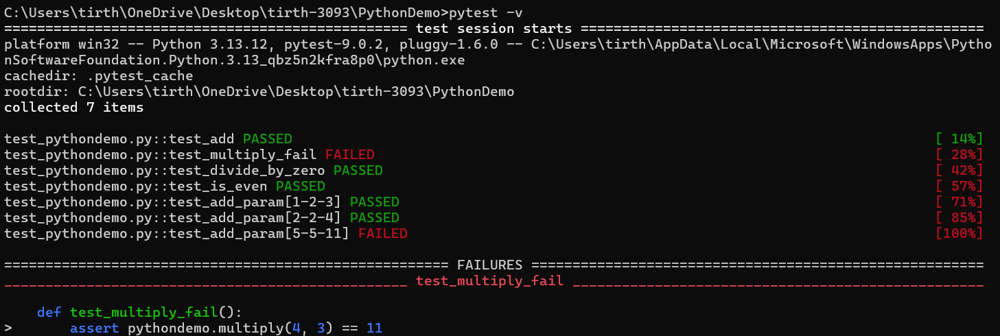 C:\Users\tirth\OneDrive\Desktop\tirth-3093\PythonDemo>pytest -v
================================================= test session starts =================================================
platform win32 -- Python 3.13.12, pytest-9.0.2, pluggy-1.6.0 -- C:\Users\tirth\AppData\Local\Microsoft\WindowsApps\Pytho
nSoftwareFoundation.Python.3.13_qbz5n2kfra8p0\python.exe
cachedir: .pytest_cache
rootdir: C:\Users\tirth\OneDrive\Desktop\tirth-3093\PythonDemo
collected 7 items
test_pythondemo.py::test_add PASSED [ 14%]
test_pythondemo.py::test_multiply_fail FAILED [ 28%]
test_pythondemo.py::test_divide_by_zero PASSED [ 42%]
test_pythondemo.py::test_is_even PASSED [ 57%]
test_pythondemo.py::test_add_param[1-2-3] PASSED [ 71%]
test_pythondemo.py::test_add_param[2-2-4] PASSED [ 85%]
test_pythondemo.py::test_add_param[5-5-11] FAILED [100%]
====================================================== FAILURES =======================================================
_________________________________________________ test_multiply_fail __________________________________________________
    def test_multiply_fail():
>       assert pythondemo.multiply(4, 3) == 11